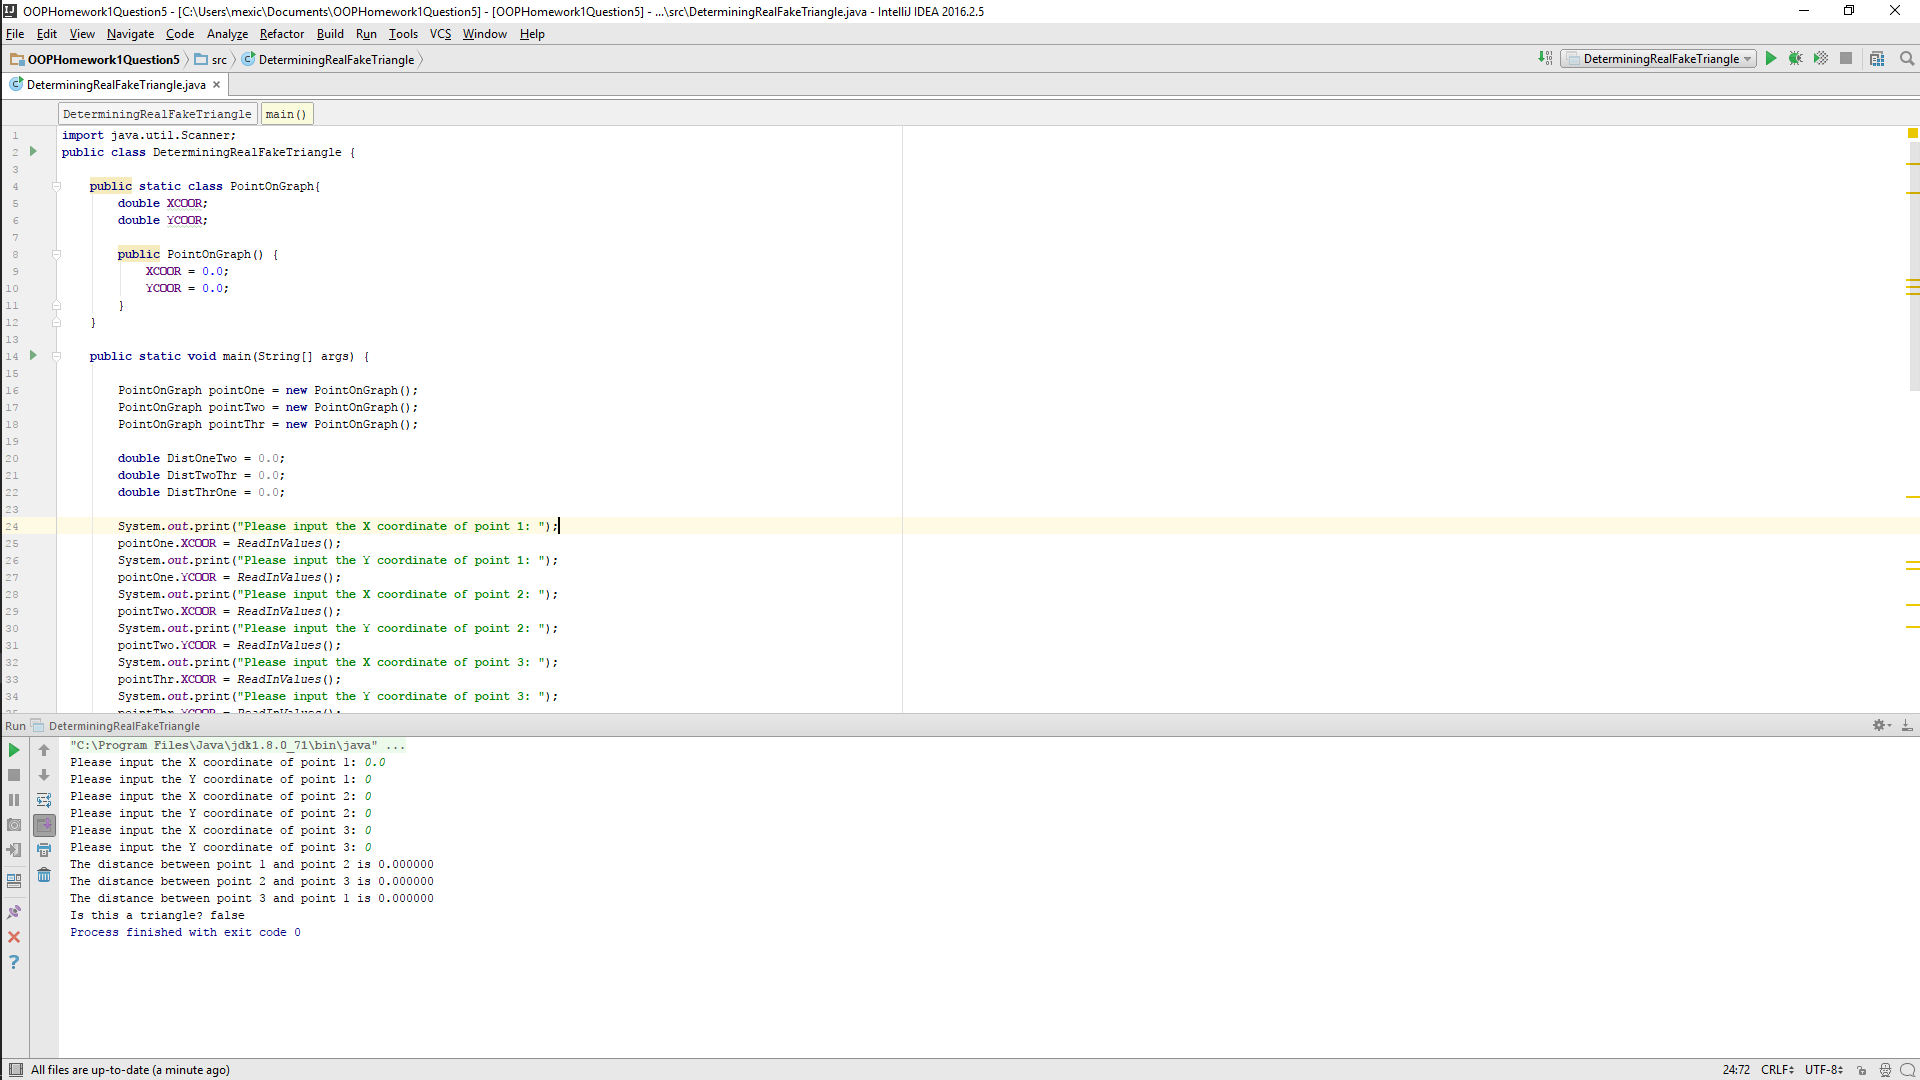 OOPHomework1Question5 - [C:\Users\mexic\Documents\OOPHomework1Question5] - [OOPHomework1Question5] - ...\src\DeterminingRealFakeTriangle.java - IntelliJ IDEA 2016.2.5
File Edit View Navigate Code Analyze Refactor Build Run Tools VCS Window Help
OOPHomework1Question5 src DeterminingRealFakeTriangle DeterminingRealFakeTriangle
DeterminingRealFakeTriangle.java
DeterminingRealFakeTriangle main()
1 import java.util.Scanner;
2 public class DeterminingRealFakeTriangle {
3
4 public static class PointOnGraph{
5 double XCOOR;
6 double YCOOR;
7
8 public PointOnGraph() {
9 XCOOR = 0.0;
10 YCOOR = 0.0;
11 }
12 }
13
14 public static void main(String[] args) {
15
16 PointOnGraph pointOne = new PointOnGraph();
17 PointOnGraph pointTwo = new PointOnGraph();
18 PointOnGraph pointThr = new PointOnGraph();
19
20 double DistOneTwo = 0.0;
21 double DistTwoThr = 0.0;
22 double DistThrOne = 0.0;
23
24 System.out.print("Please input the X coordinate of point 1: ");
25 pointOne.XCOOR = ReadInValues();
26 System.out.print("Please input the Y coordinate of point 1: ");
27 pointOne.YCOOR = ReadInValues();
28 System.out.print("Please input the X coordinate of point 2: ");
29 pointTwo.XCOOR = ReadInValues();
30 System.out.print("Please input the Y coordinate of point 2: ");
31 pointTwo.YCOOR = ReadInValues();
32 System.out.print("Please input the X coordinate of point 3: ");
33 pointThr.XCOOR = ReadInValues();
34 System.out.print("Please input the Y coordinate of point 3: ");
35 pointThr.YCOOR = ReadInValues();
Run DeterminingRealFakeTriangle
"C:\Program Files\Java\jdk1.8.0_71\bin\java" ...
Please input the X coordinate of point 1: 0.0
Please input the Y coordinate of point 1: 0
Please input the X coordinate of point 2: 0
Please input the Y coordinate of point 2: 0
Please input the X coordinate of point 3: 0
Please input the Y coordinate of point 3: 0
The distance between point 1 and point 2 is 0.000000
The distance between point 2 and point 3 is 0.000000
The distance between point 3 and point 1 is 0.000000
Is this a triangle? false
Process finished with exit code 0
All files are up-to-date (a minute ago) 24:72 CRLF UTF-8